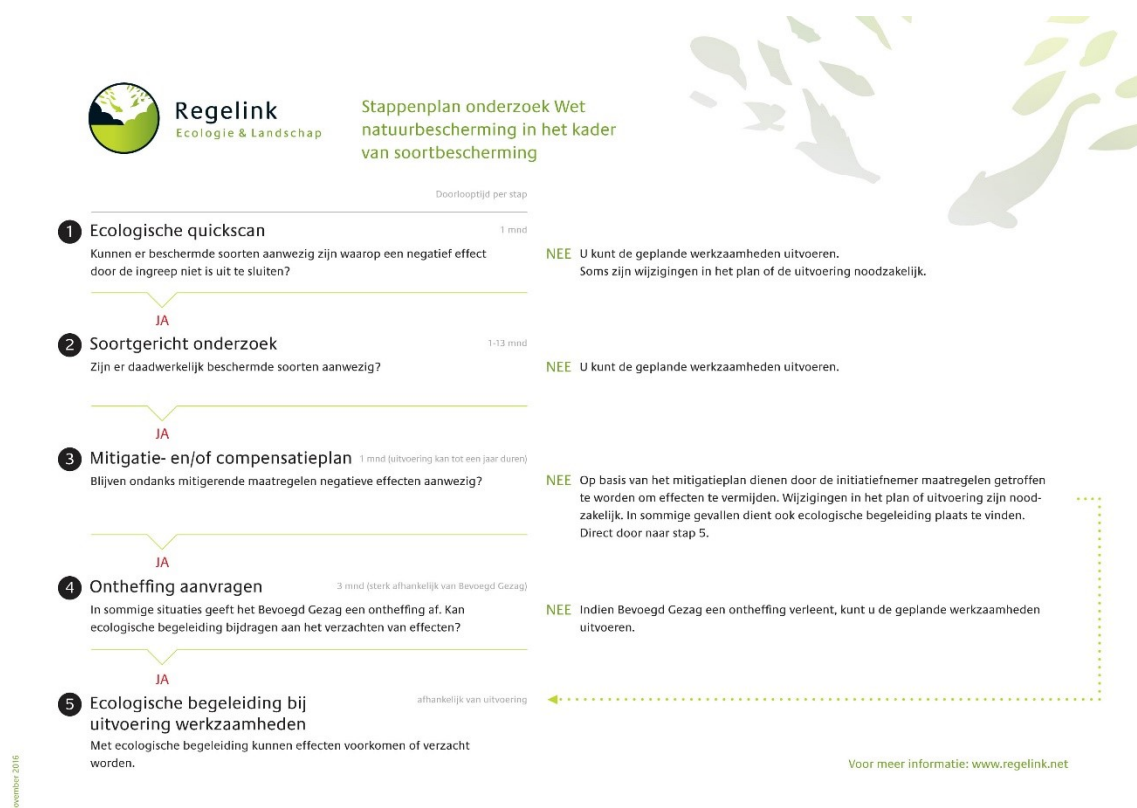 Regelink
Ecologie & Landschap
Stappenplan onderzoek Wet
natuurbescherming in het kader
van soortbescherming
Doorlooptijd per stap
1 Ecologische quickscan 1 mnd
Kunnen er beschermde soorten aanwezig zijn waarop een negatief effect
door de ingreep niet is uit te sluiten?
NEE U kunt de geplande werkzaamheden uitvoeren.
Soms zijn wijzigingen in het plan of de uitvoering noodzakelijk.
JA
2 Soortgericht onderzoek 1-13 mnd
Zijn er daadwerkelijk beschermde soorten aanwezig?
NEE U kunt de geplande werkzaamheden uitvoeren.
JA
3 Mitigatie- en/of compensatieplan 1 mnd (uitvoering kan tot een jaar duren)
Blijven ondanks mitigerende maatregelen negatieve effecten aanwezig?
NEE Op basis van het mitigatieplan dienen door de initiatiefnemer maatregelen getroffen
te worden om effecten te vermijden. Wijzigingen in het plan of uitvoering zijn nood-
zakelijk. In sommige gevallen dient ook ecologische begeleiding plaats te vinden.
Direct door naar stap 5.
JA
4 Ontheffing aanvragen 3 mnd (sterk afhankelijk van Bevoegd Gezag)
In sommige situaties geeft het Bevoegd Gezag een ontheffing af. Kan
ecologische begeleiding bijdragen aan het verzachten van effecten?
NEE Indien Bevoegd Gezag een ontheffing verleent, kunt u de geplande werkzaamheden
uitvoeren.
JA
5 Ecologische begeleiding bij afhankelijk van uitvoering
uitvoering werkzaamheden
Met ecologische begeleiding kunnen effecten voorkomen of verzacht
worden.
Voor meer informatie: www.regelink.net
ovember 2016